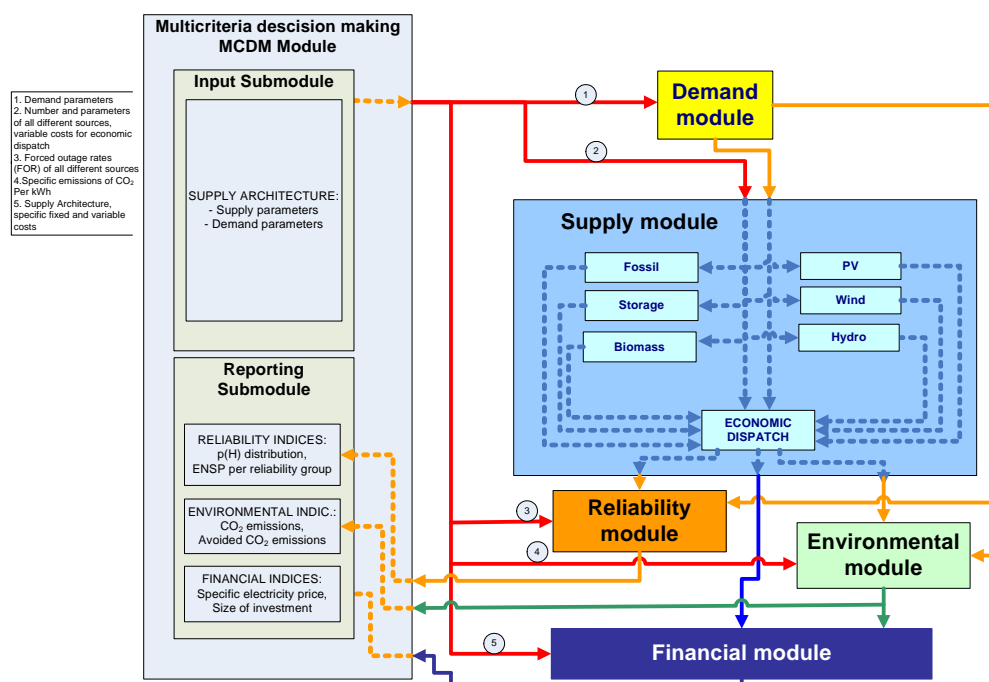 Multicriteria descision making
MCDM Module
Input Submodule
SUPPLY ARCHITECTURE:
- Supply parameters
- Demand parameters
Reporting
Submodule
RELIABILITY INDICES:
p(H) distribution,
ENSP per reliability group
ENVIRONMENTAL INDIC.:
CO₂ emissions,
Avoided CO₂ emissions
FINANCIAL INDICES:
Specific electricity price,
Size of investment
1. Demand parameters
2. Number and parameters
of all different sources,
variable costs for economic
dispatch
3. Forced outage rates
(FOR) of all different sources
4.Specific emissions of CO₂
Per kWh
5. Supply Architecture,
specific fixed and variable
costs
1
Demand
module
2
Supply module
Fossil
PV
Storage
Wind
Biomass
Hydro
ECONOMIC
DISPATCH
3
Reliability
module
4
Environmental
module
5
Financial module